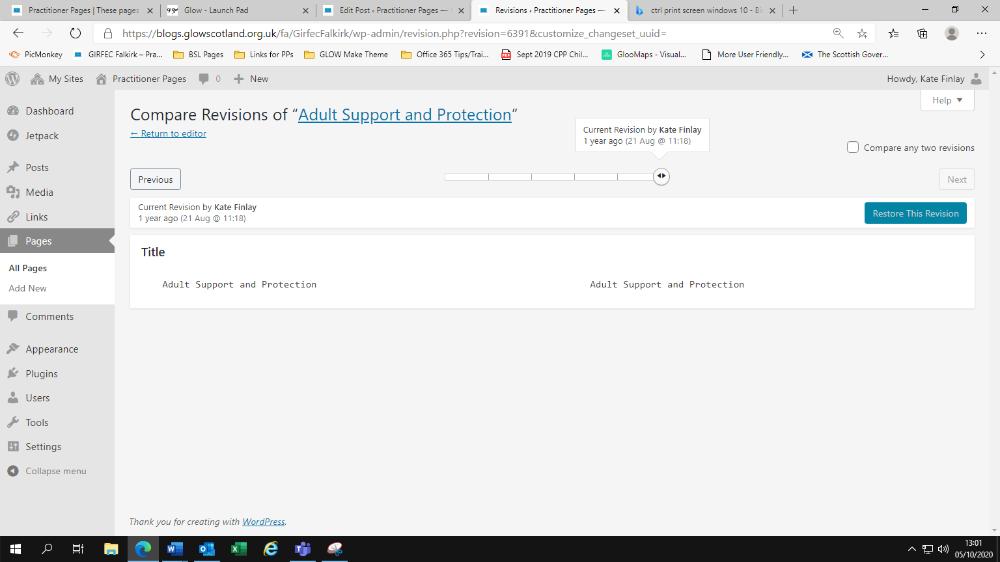 Practitioner Pages | These pages
glow Glow - Launch Pad
Edit Post ‹ Practitioner Pages —
Revisions ‹ Practitioner Pages —
ctrl print screen windows 10 - Bi
https://blogs.glowscotland.org.uk/fa/GirfecFalkirk/wp-admin/revision.php?revision=6391&customize_changeset_uuid=
PicMonkey
GIRFEC Falkirk – Pra...
BSL Pages
Links for PPs
GLOW Make Theme
Office 365 Tips/Trai...
Sept 2019 CPP Chil...
GlooMaps - Visual...
More User Friendly...
The Scottish Gover...
My Sites
Practitioner Pages
0
New
Howdy, Kate Finlay
Help
Dashboard
Jetpack
Posts
Media
Links
Pages
All Pages
Add New
Comments
Appearance
Plugins
Users
Tools
Settings
Collapse menu
Compare Revisions of “Adult Support and Protection”
← Return to editor
Current Revision by Kate Finlay
1 year ago (21 Aug @ 11:18)
Compare any two revisions
Previous
Next
Current Revision by Kate Finlay
1 year ago (21 Aug @ 11:18)
Restore This Revision
Title
Adult Support and Protection
Adult Support and Protection
Thank you for creating with WordPress.
13:01
05/10/2020